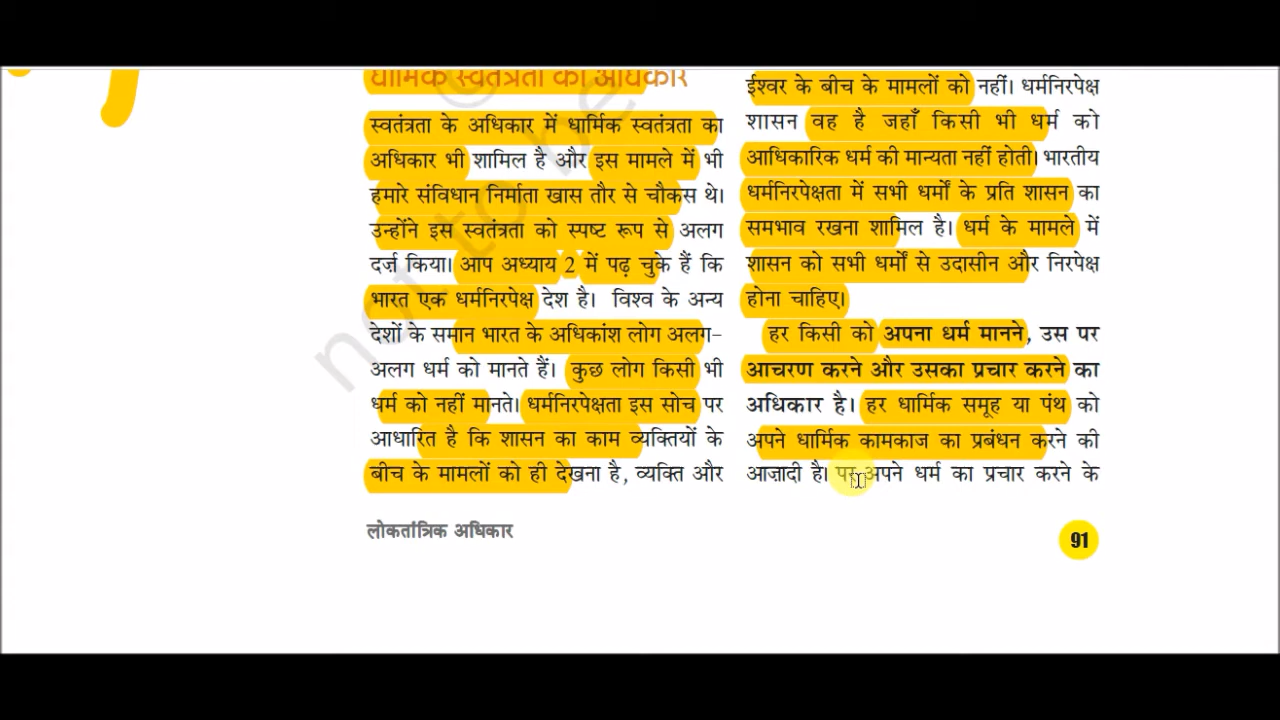 धार्मिक स्वतंत्रता का अधिकार
स्वतंत्रता के अधिकार में धार्मिक स्वतंत्रता का
अधिकार भी शामिल है और इस मामले में भी
हमारे संविधान निर्माता खास तौर से चौकस थे।
उन्होंने इस स्वतंत्रता को स्पष्ट रूप से अलग
दर्ज किया। आप अध्याय 2 में पढ़ चुके हैं कि
भारत एक धर्मनिरपेक्ष देश है। विश्व के अन्य
देशों के समान भारत के अधिकांश लोग अलग-
अलग धर्म को मानते हैं। कुछ लोग किसी भी
धर्म को नहीं मानते। धर्मनिरपेक्षता इस सोच पर
आधारित है कि शासन का काम व्यक्तियों के
बीच के मामलों को ही देखना है, व्यक्ति और
ईश्वर के बीच के मामलों को नहीं। धर्मनिरपेक्ष
शासन वह है जहाँ किसी भी धर्म को
आधिकारिक धर्म की मान्यता नहीं होती। भारतीय
धर्मनिरपेक्षता में सभी धर्मों के प्रति शासन का
समभाव रखना शामिल है। धर्म के मामले में
शासन को सभी धर्मों से उदासीन और निरपेक्ष
होना चाहिए।
हर किसी को अपना धर्म मानने, उस पर
आचरण करने और उसका प्रचार करने का
अधिकार है। हर धार्मिक समूह या पंथ को
अपने धार्मिक कामकाज का प्रबंधन करने की
आज़ादी है। पर अपने धर्म का प्रचार करने के
लोकतांत्रिक अधिकार
91
not to be